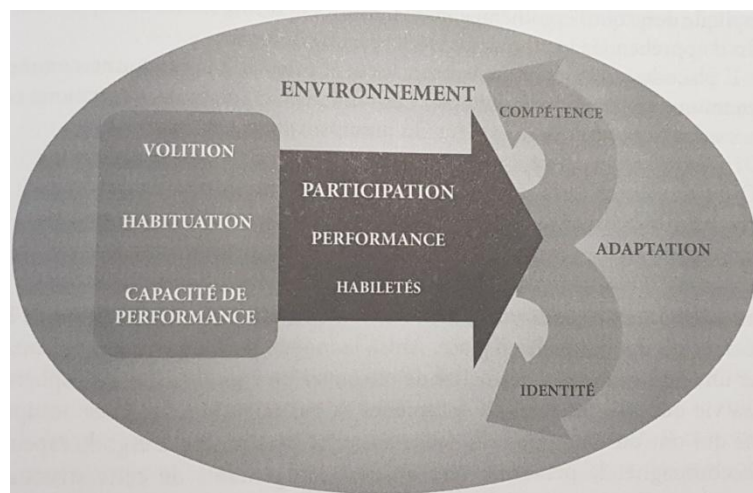 ENVIRONNEMENT
COMPÉTENCE
VOLITION
HABITUATION
CAPACITÉ DE
PERFORMANCE
PARTICIPATION
PERFORMANCE
HABILETÉS
ADAPTATION
IDENTITÉ